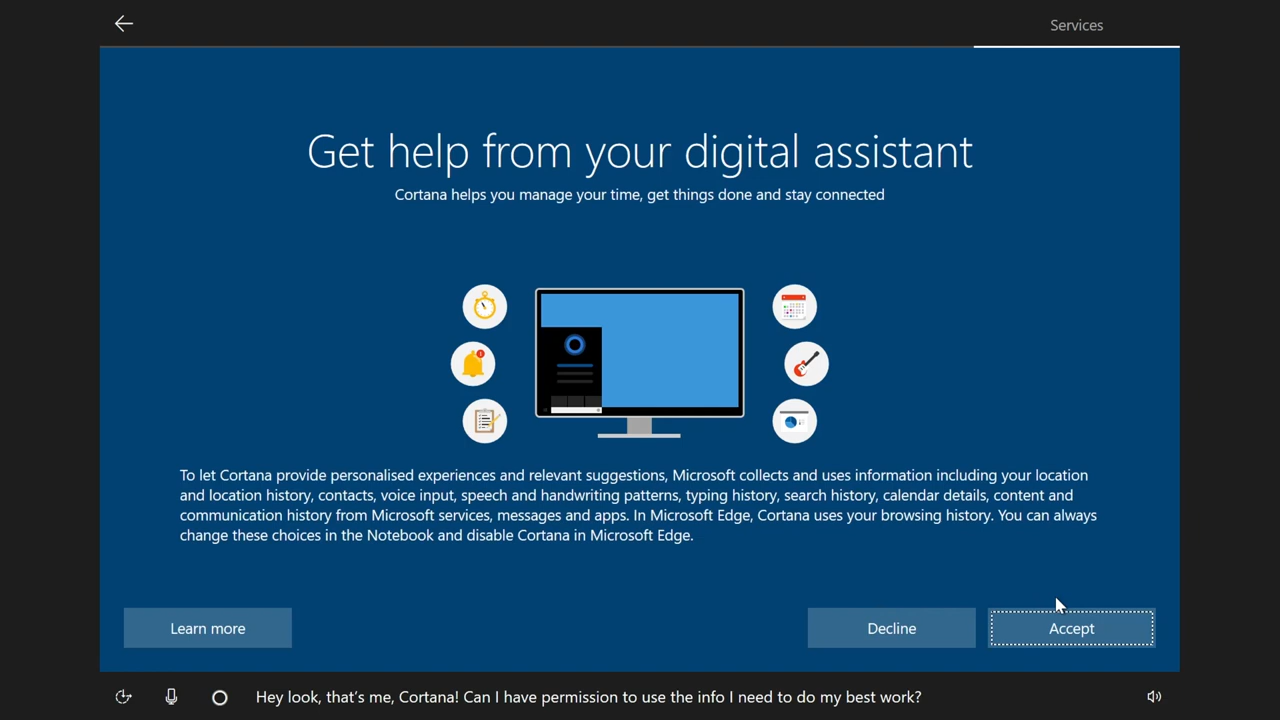 Services
Get help from your digital assistant
Cortana helps you manage your time, get things done and stay connected
To let Cortana provide personalised experiences and relevant suggestions, Microsoft collects and uses information including your location
and location history, contacts, voice input, speech and handwriting patterns, typing history, search history, calendar details, content and
communication history from Microsoft services, messages and apps. In Microsoft Edge, Cortana uses your browsing history. You can always
change these choices in the Notebook and disable Cortana in Microsoft Edge.
Learn more
Decline
Accept
Hey look, that's me, Cortana! Can I have permission to use the info I need to do my best work?